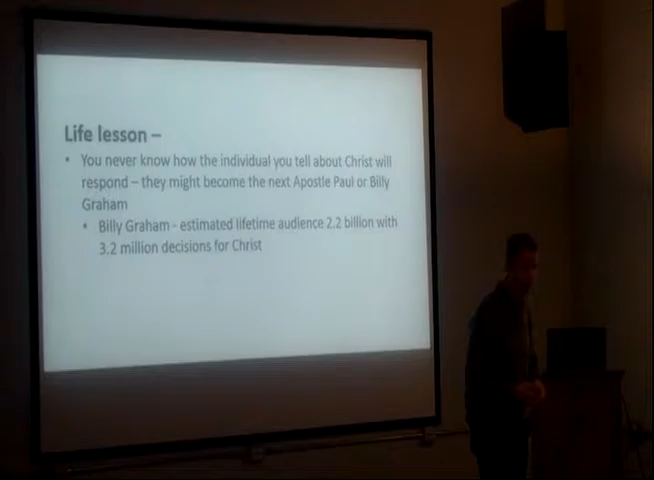 Life lesson –
• You never know how the individual you tell about Christ will
respond – they might become the next Apostle Paul or Billy
Graham
• Billy Graham - estimated lifetime audience 2.2 billion with
3.2 million decisions for Christ